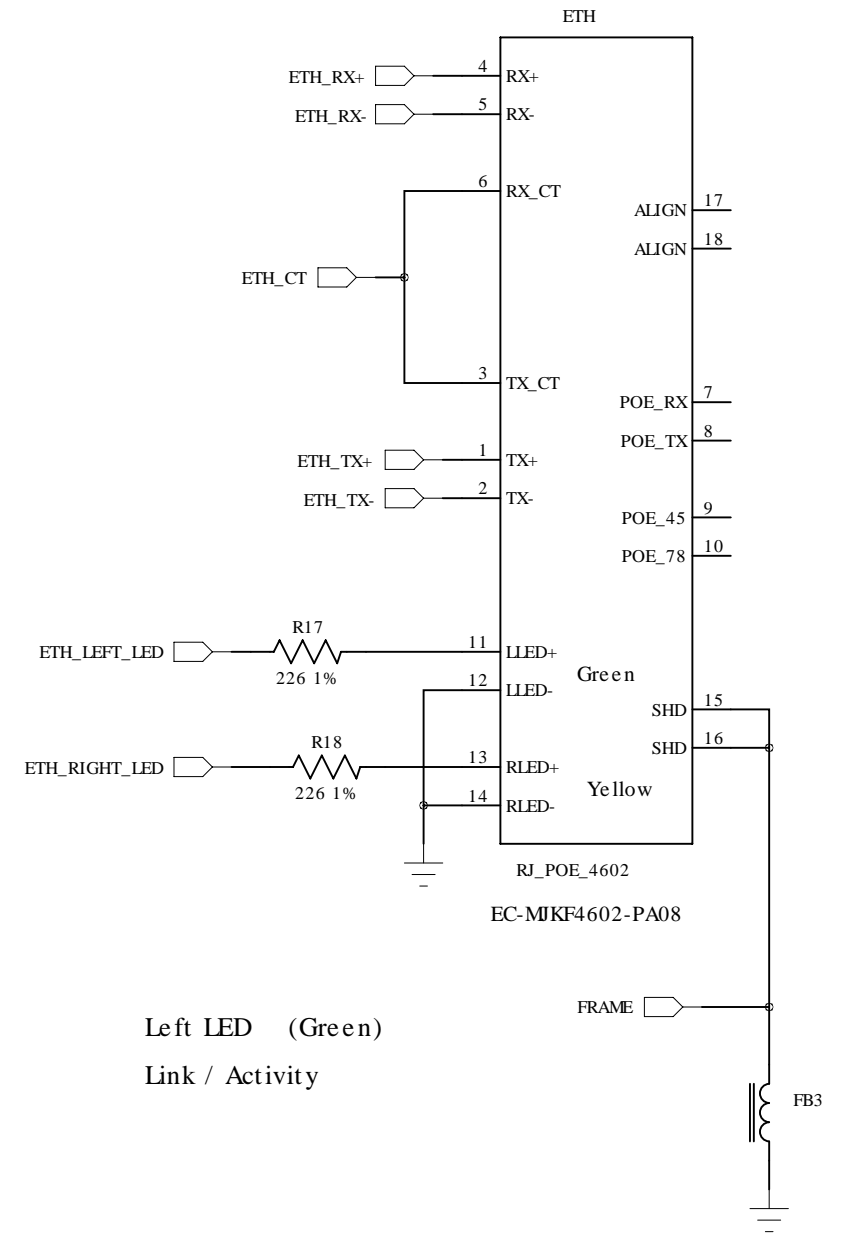 ETH
ETH_RX+ 4 RX+
ETH_RX- 5 RX-
6 RX_CT
ALIGN 17
ALIGN 18
ETH_CT
3 TX_CT
POE_RX 7
POE_TX 8
ETH_TX+ 1 TX+
ETH_TX- 2 TX-
POE_45 9
POE_78 10
R17
ETH_LEFT_LED 11 LLED+
226 1%
Green
12 LLED-
SHD 15
R18
SHD 16
ETH_RIGHT_LED 13 RLED+
226 1%
Yellow
14 RLED-
RJ_POE_4602
EC-MJKF4602-PA08
FRAME
Left LED (Green)
Link / Activity
FB3